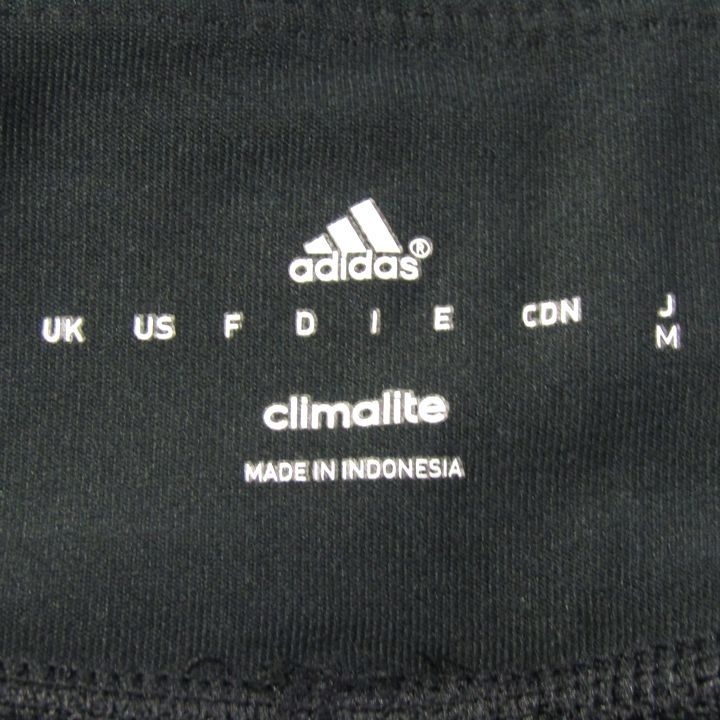 adidas®
UK US F D I E CDN J
M
climalite
MADE IN INDONESIA